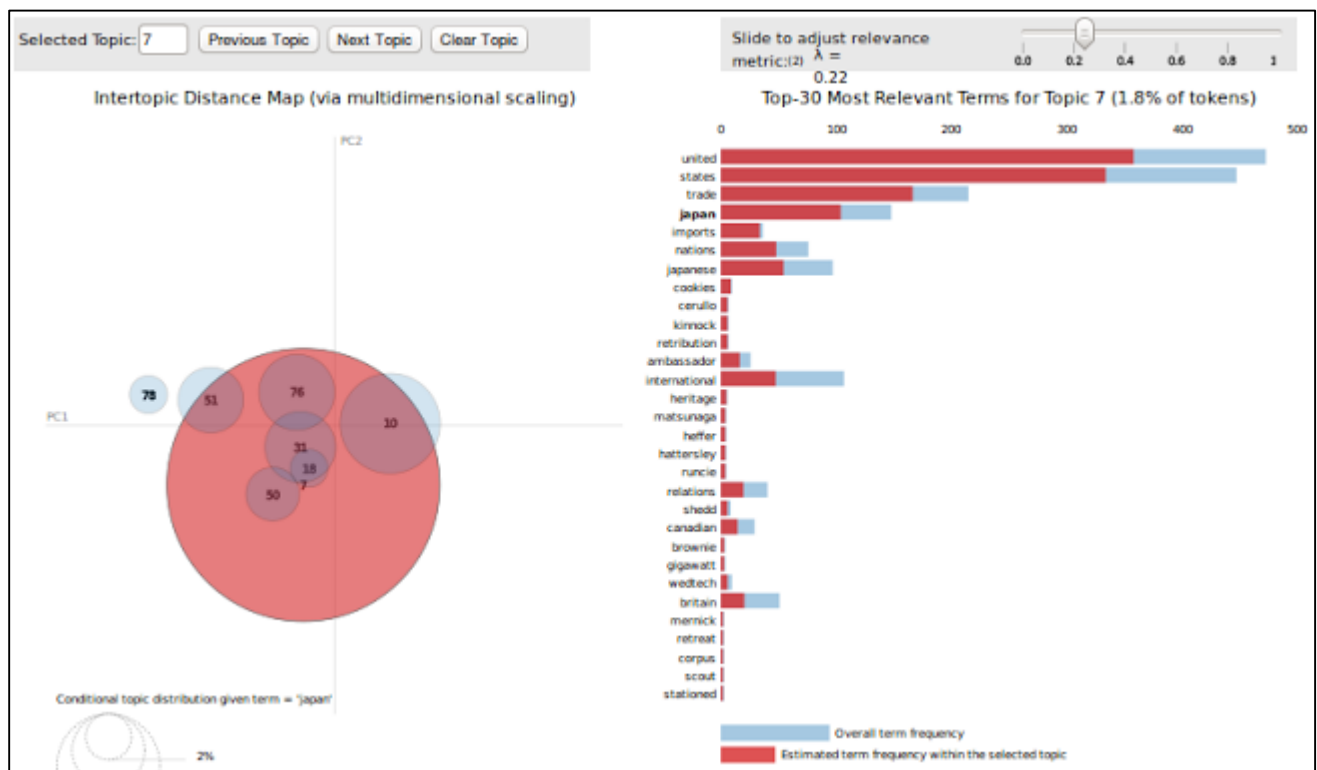 Selected Topic: 7 Previous Topic Next Topic Clear Topic
Slide to adjust relevance
metric:(2) λ =
0.22
0.0 0.2 0.4 0.6 0.8 1
Intertopic Distance Map (via multidimensional scaling)
PC2
PC1
78
51
76
10
31
18
7
50
Conditional topic distribution given term = 'japan'
2%
Top-30 Most Relevant Terms for Topic 7 (1.8% of tokens)
0 100 200 300 400 500
united
states
trade
japan
imports
nations
japanese
cookies
cerullo
kinnock
retribution
ambassador
international
heritage
matsunaga
heffer
hattersley
runcie
relations
shedd
canadian
brownie
gigawatt
wedtech
britain
mernick
retreat
corpus
scout
stationed
Overall term frequency
Estimated term frequency within the selected topic